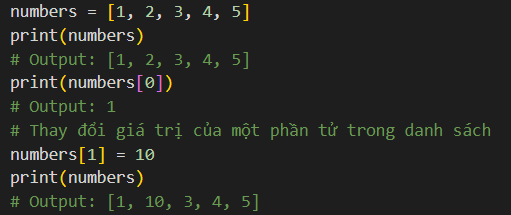 numbers = [1, 2, 3, 4, 5]
print(numbers)
# Output: [1, 2, 3, 4, 5]
print(numbers[0])
# Output: 1
# Thay đổi giá trị của một phần tử trong danh sách
numbers[1] = 10
print(numbers)
# Output: [1, 10, 3, 4, 5]